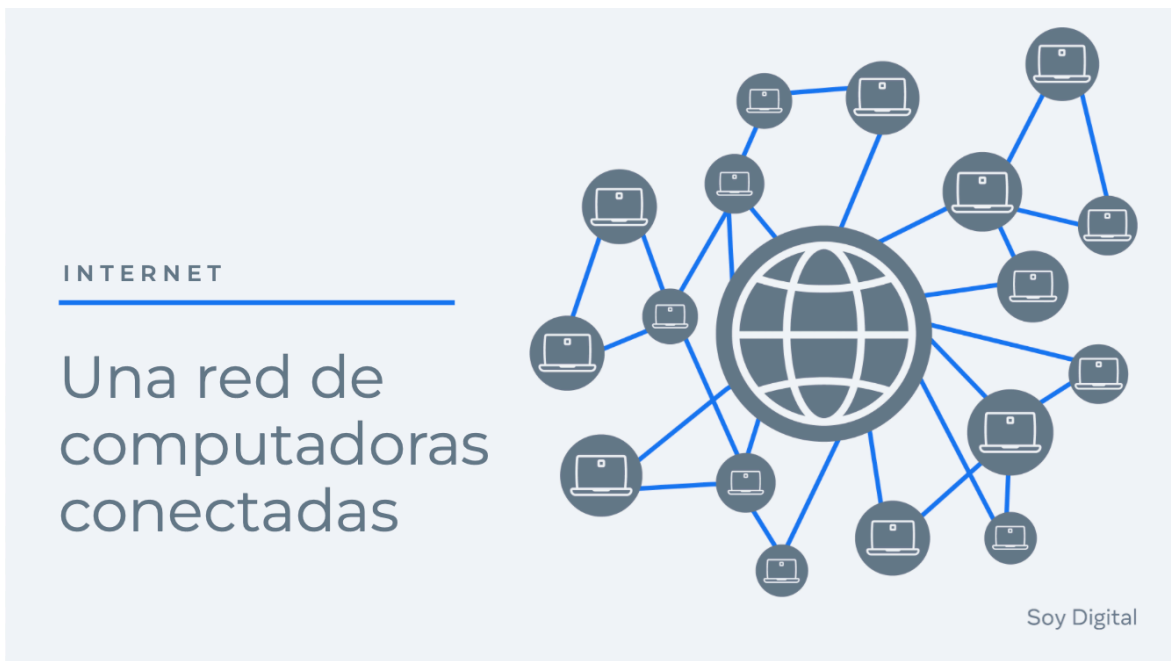 INTERNET
Una red de
computadoras
conectadas
Soy Digital